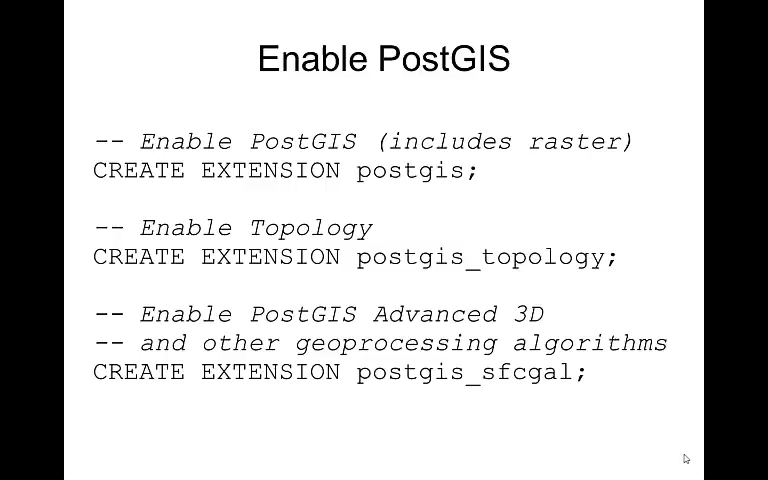 Enable PostGIS
-- Enable PostGIS (includes raster)
CREATE EXTENSION postgis;
-- Enable Topology
CREATE EXTENSION postgis_topology;
-- Enable PostGIS Advanced 3D
-- and other geoprocessing algorithms
CREATE EXTENSION postgis_sfcgal;